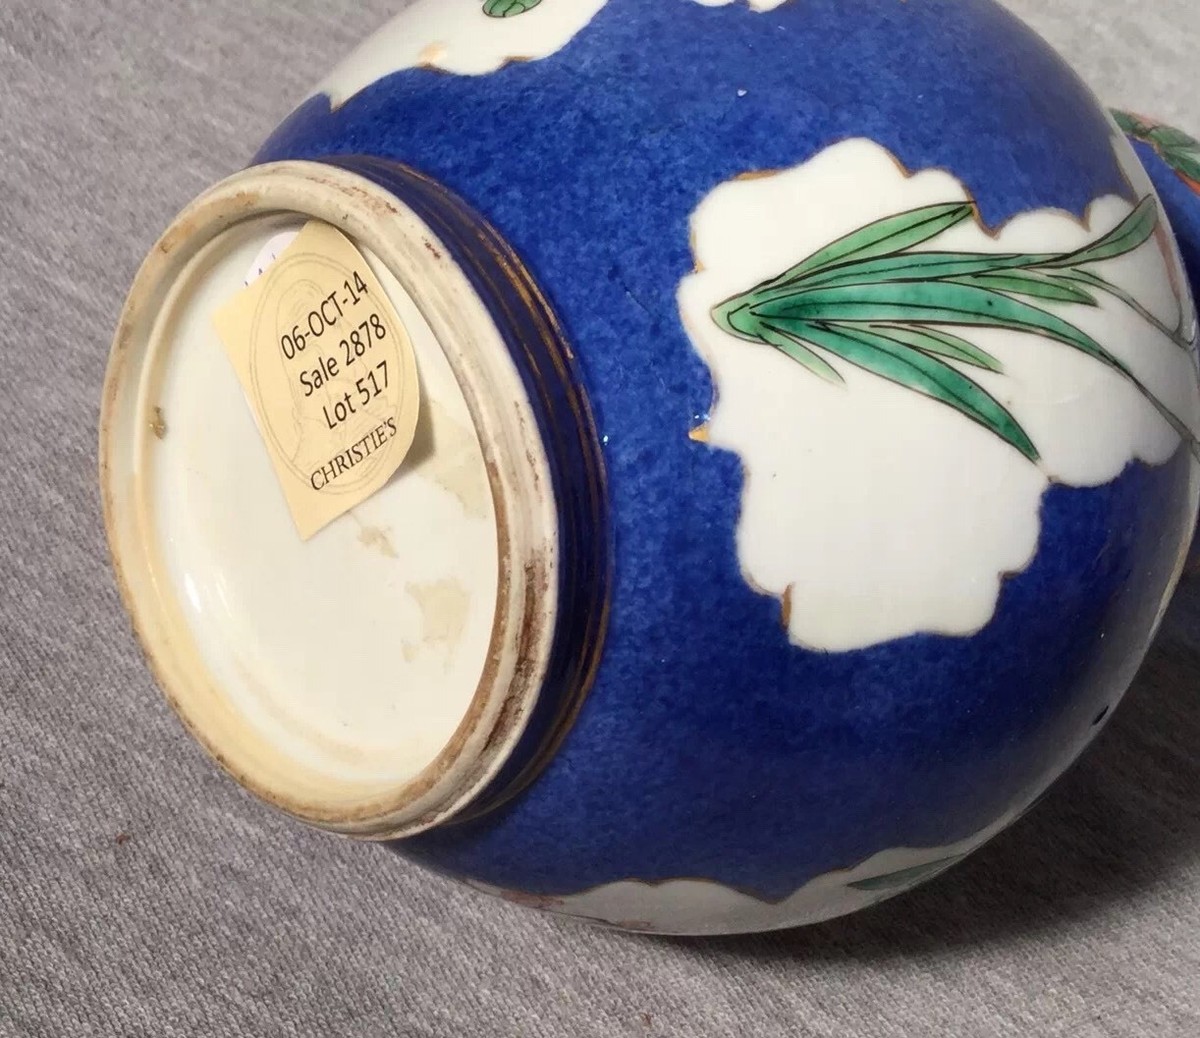 06-OCT-14
Sale 2878
Lot 517
CHRISTIE'S